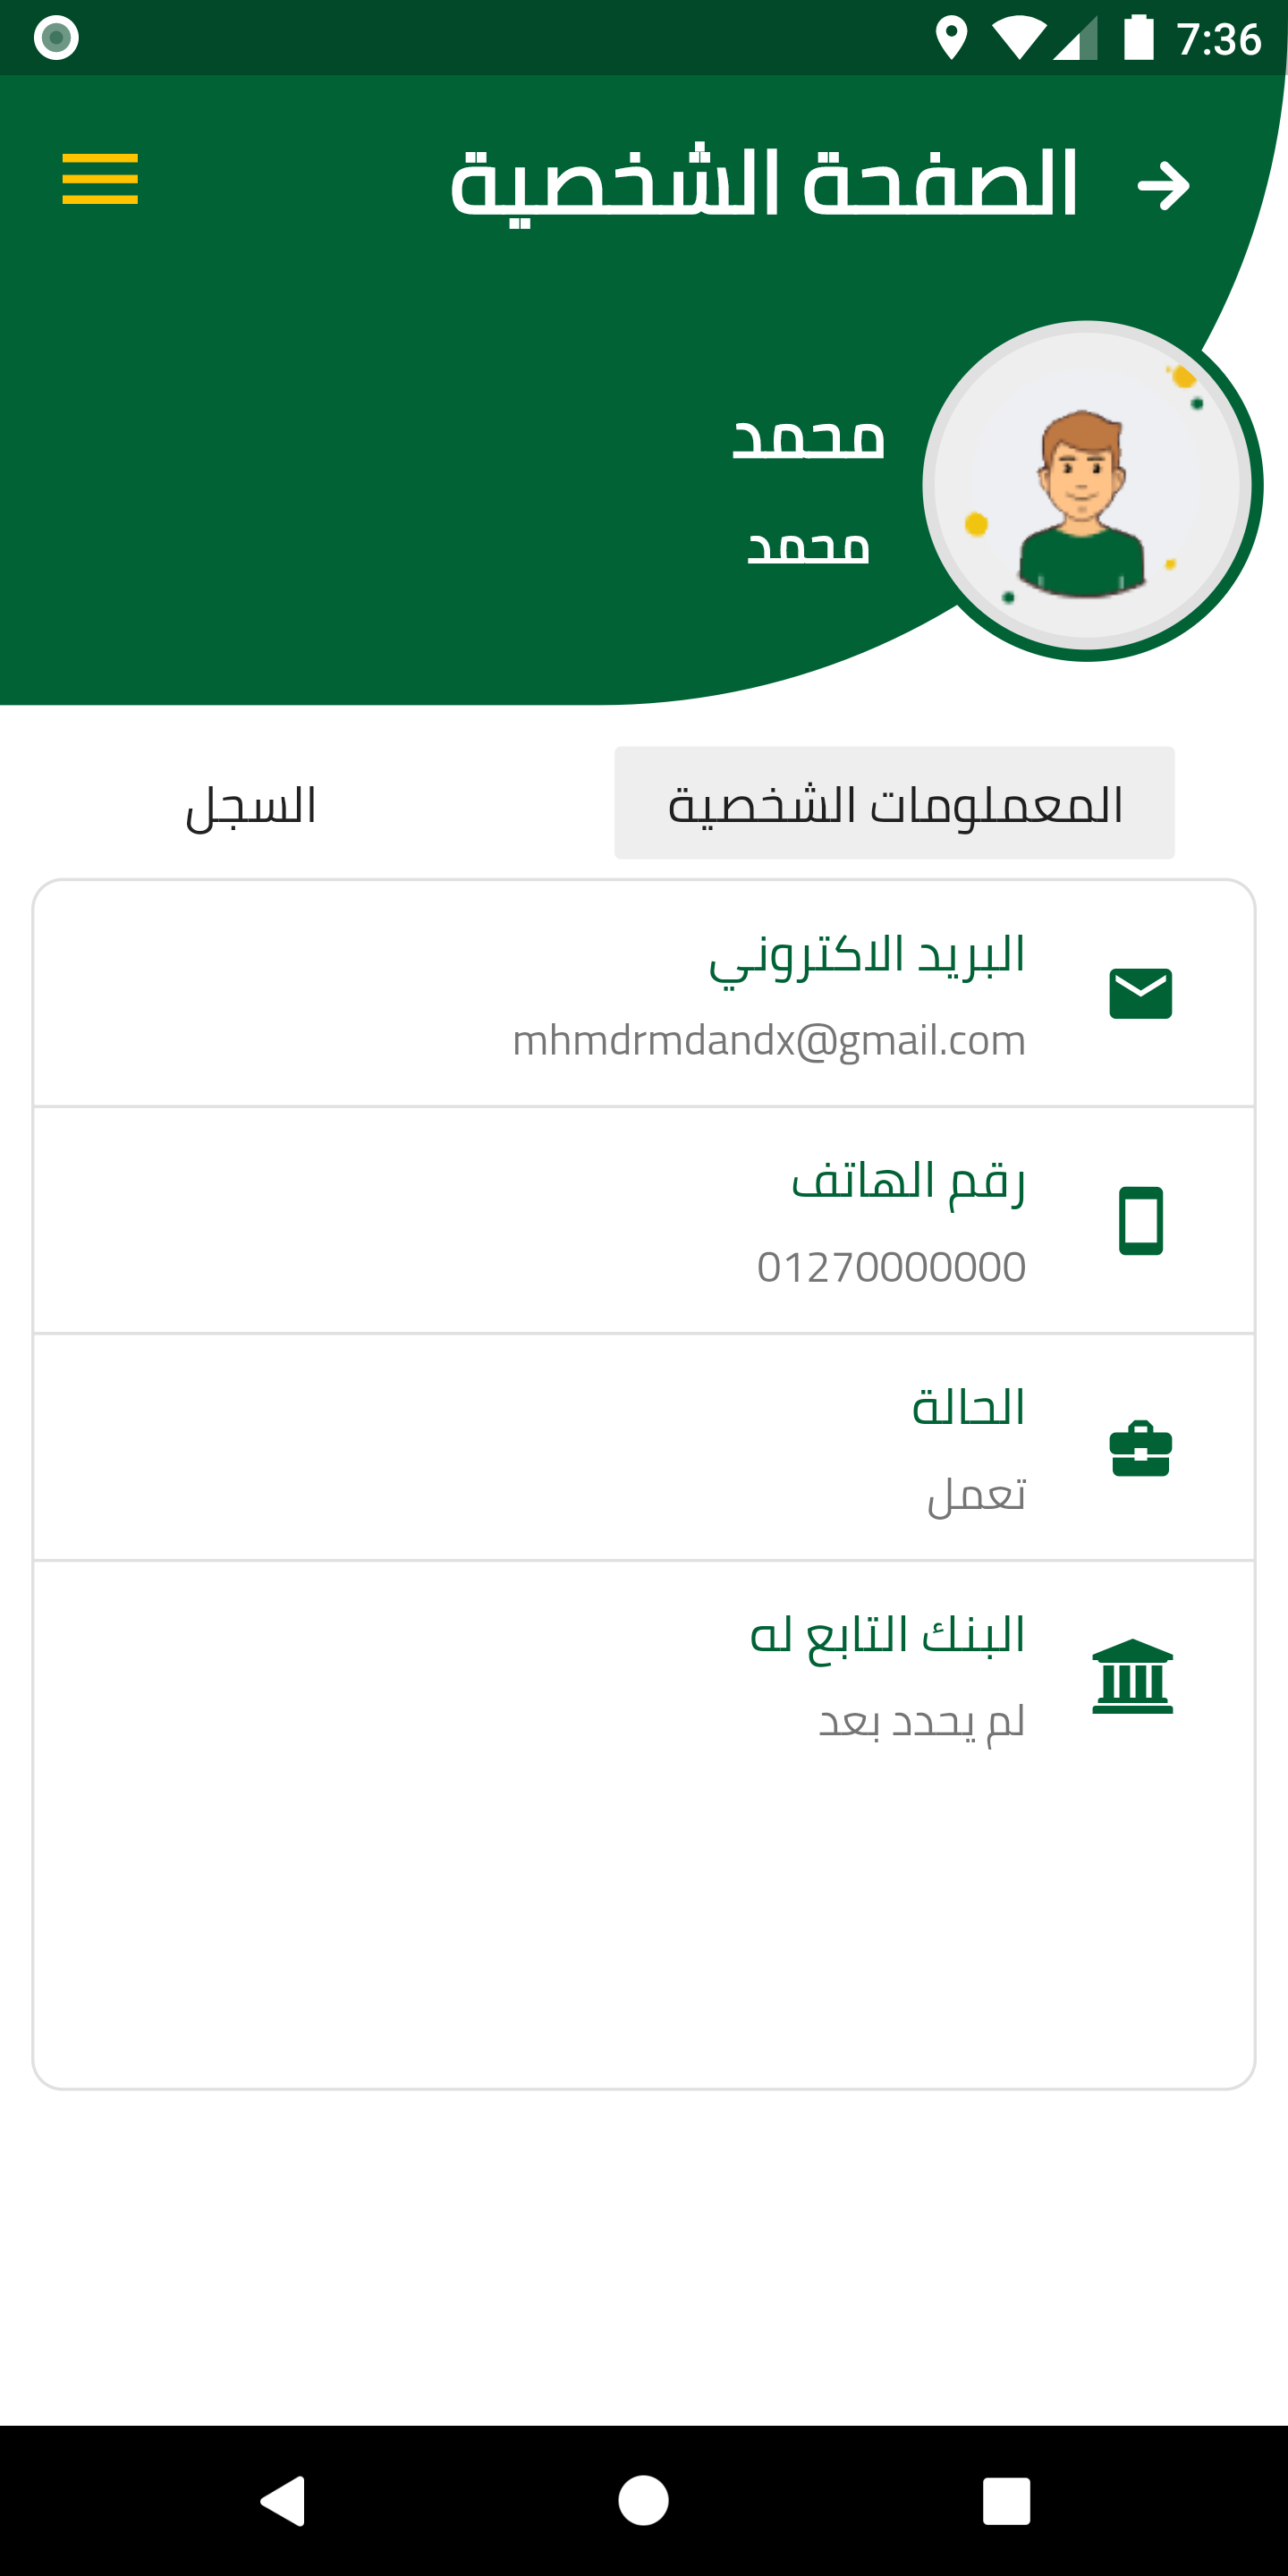 7:36
الصفحة الشخصية
محمد
محمد
المعملومات الشخصية
السجل
البريد الاكتروني
mhmdrmdandx@gmail.com
رقم الهاتف
01270000000
الحالة
تعمل
البنك التابع له
لم يحدد بعد